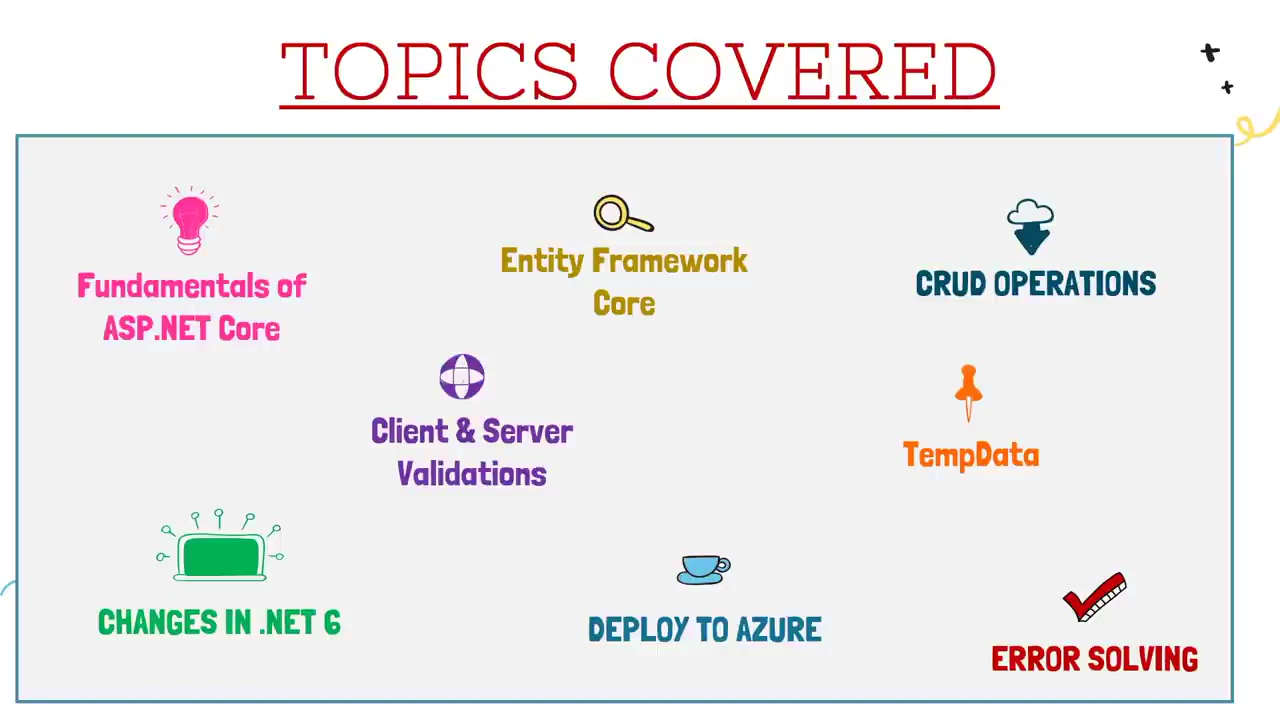 TOPICS COVERED
Fundamentals of
ASP.NET Core
Entity Framework
Core
CRUD OPERATIONS
Client & Server
Validations
TempData
CHANGES IN .NET 6
DEPLOY TO AZURE
ERROR SOLVING